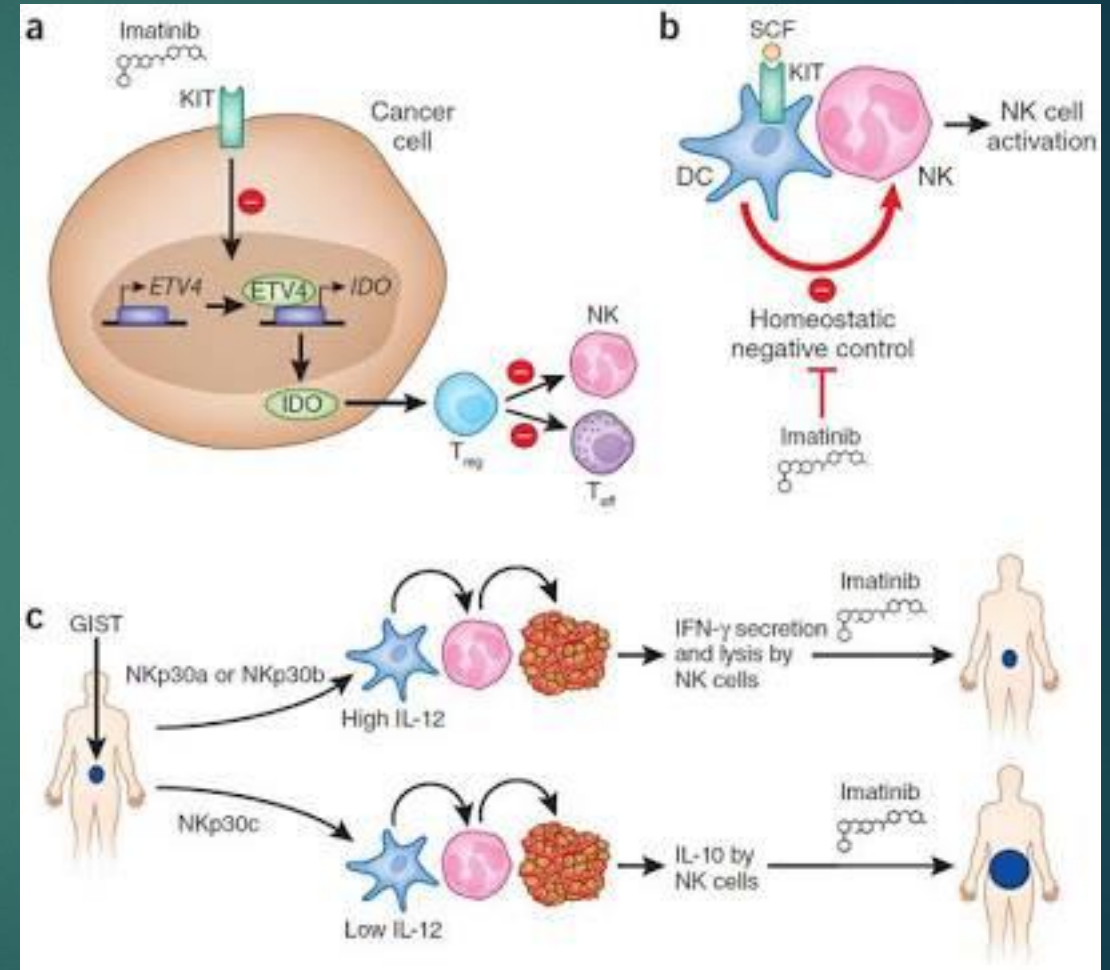 a
Imatinib
KIT
Cancer
cell
ETV4
ETV4
IDO
IDO
Treg
NK
Teff
b
SCF
KIT
DC
NK
NK cell
activation
Homeostatic
negative control
Imatinib
c
GIST
NKp30a or NKp30b
High IL-12
IFN-γ secretion
and lysis by
NK cells
Imatinib
NKp30c
Low IL-12
IL-10 by
NK cells
Imatinib